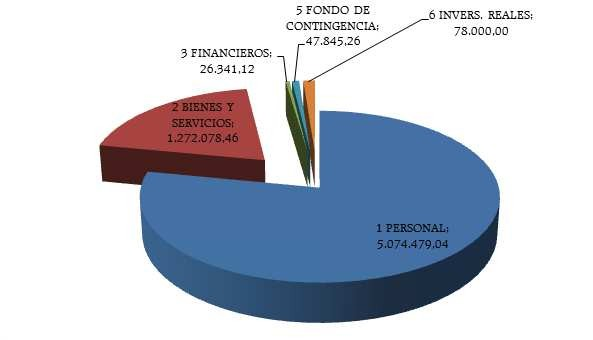 5 FONDO DE
CONTINGENCIA;
47.845,26
6 INVERS. REALES;
78.000,00
3 FINANCIEROS;
26.341,12
2 BIENES Y
SERVICIOS;
1.272.078,46
1 PERSONAL;
5.074.479,04